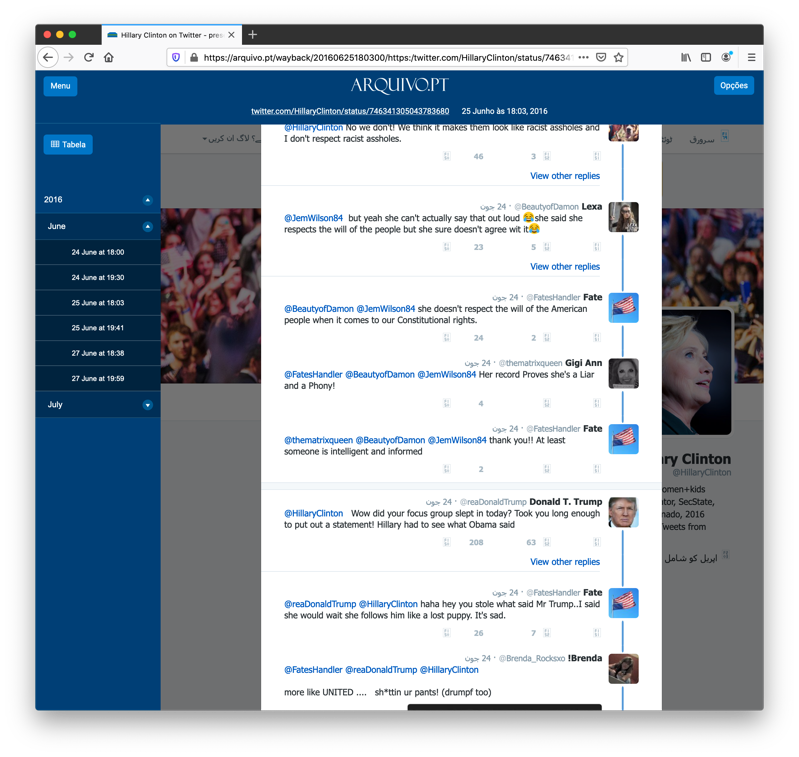 Hillary Clinton on Twitter - pres
https://arquivo.pt/wayback/20160625180300/https:/twitter.com/HillaryClinton/status/74634
Menu
ARQUIVO.PT
Opções
twitter.com/HillaryClinton/status/746341305043783680 25 Junho às 18:03, 2016
Tabela
2016
June
24 June at 18:00
24 June at 19:30
25 June at 18:03
25 June at 19:41
27 June at 18:38
27 June at 19:59
July
لاگ ان کریں
سرورق
@HillaryClinton No we don't! We think it makes them look like racist assholes and
I don't respect racist assholes.
46 3
View other replies
Lexa @BeautyofDamon · 24 جون
@JemWilson84 but yeah she can't actually say that out loud 😂she said she
respects the will of the people but she sure doesn't agree wit it😂
23 5
View other replies
Fate @FatesHandler · 24 جون
@BeautyofDamon @JemWilson84 she doesn't respect the will of the American
people when it comes to our Constitutional rights.
24 2
Gigi Ann @thematrixqueen · 24 جون
@FatesHandler @BeautyofDamon @JemWilson84 Her record Proves she's a Liar
and a Phony!
4
Fate @FatesHandler · 24 جون
@thematrixqueen @BeautyofDamon @JemWilson84 thank you!! At least
someone is intelligent and informed
2
Donald T. Trump @reaDonaldTrump · 24 جون
@HillaryClinton Wow did your focus group slept in today? Took you long enough
to put out a statement! Hillary had to see what Obama said
208 63
View other replies
Fate @FatesHandler · 24 جون
@reaDonaldTrump @HillaryClinton haha hey you stole what said Mr Trump..I said
she would wait she follows him like a lost puppy. It's sad.
26 7
!Brenda @Brenda_Rocksxo · 24 جون
@FatesHandler @reaDonaldTrump @HillaryClinton
more like UNITED .... sh*ttin ur pants! (drumpf too)
ry Clinton
@HillaryClinton
omen+kids
tor, SecState,
nado, 2016
Tweets from
اپریل کو شامل